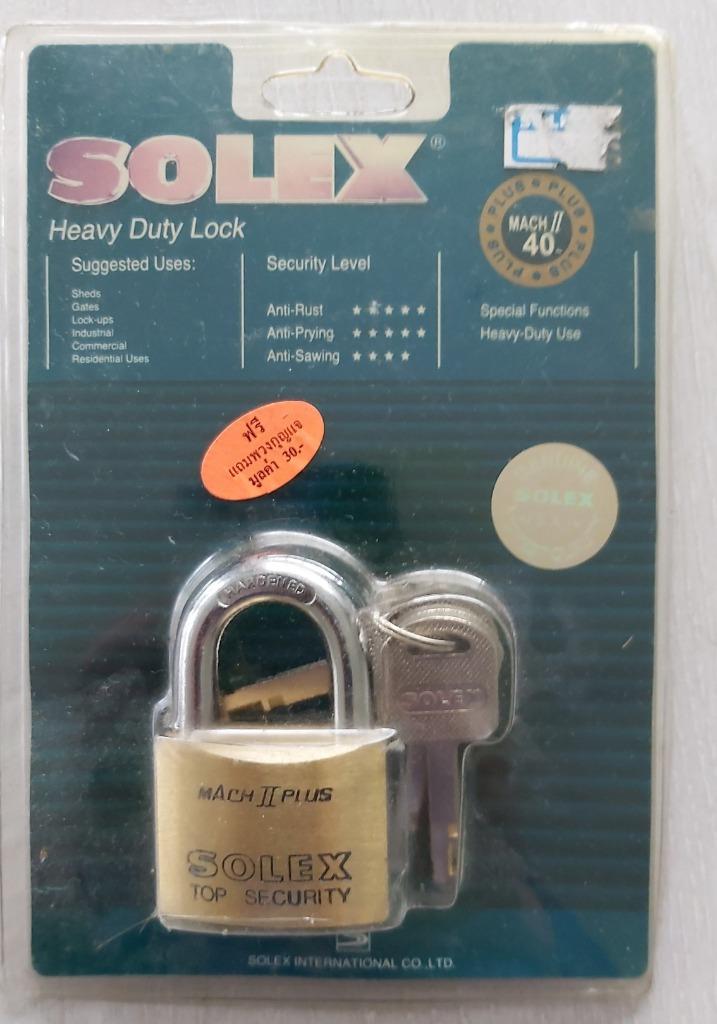 SOLEX®
Heavy Duty Lock
PLUS • PLUS • PLUS • PLUS
MACH II
40
Suggested Uses:
Sheds
Gates
Lock-ups
Industrial
Commercial
Residential Uses
Security Level
Anti-Rust ★★★★★
Anti-Prying ★★★★★
Anti-Sawing ★★★★
Special Functions
Heavy-Duty Use
ฟรี
แถมพวงกุญแจ
มูลค่า 30.-
SOLEX
HARDENED
SOLEX
MACH II PLUS
SOLEX
TOP SECURITY
SOLEX INTERNATIONAL CO.,LTD.